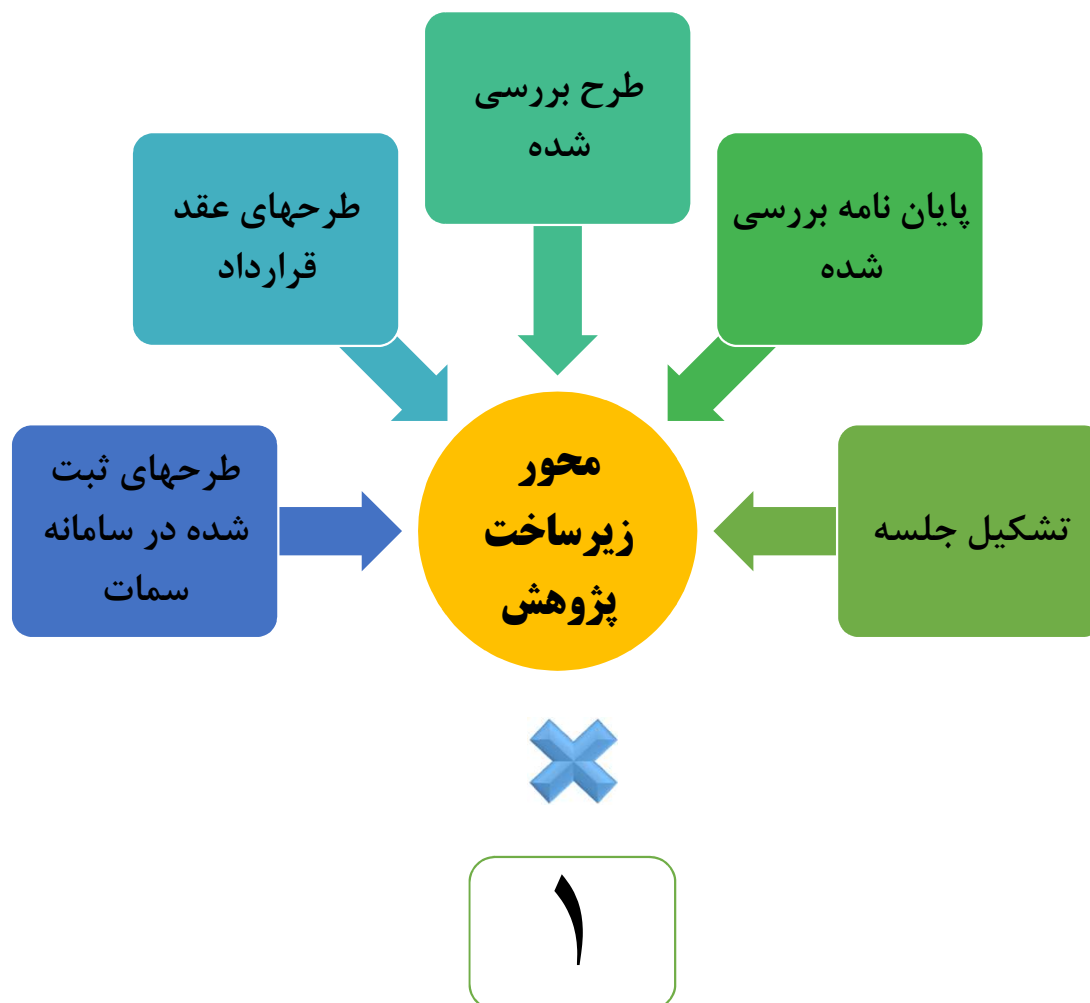 طرح بررسی
شده
پایان نامه بررسی
شده
طرحهای عقد
قرارداد
تشکیل جلسه
طرحهای ثبت
شده در سامانه
سمات
محور
زیرساخت
پژوهش
۱